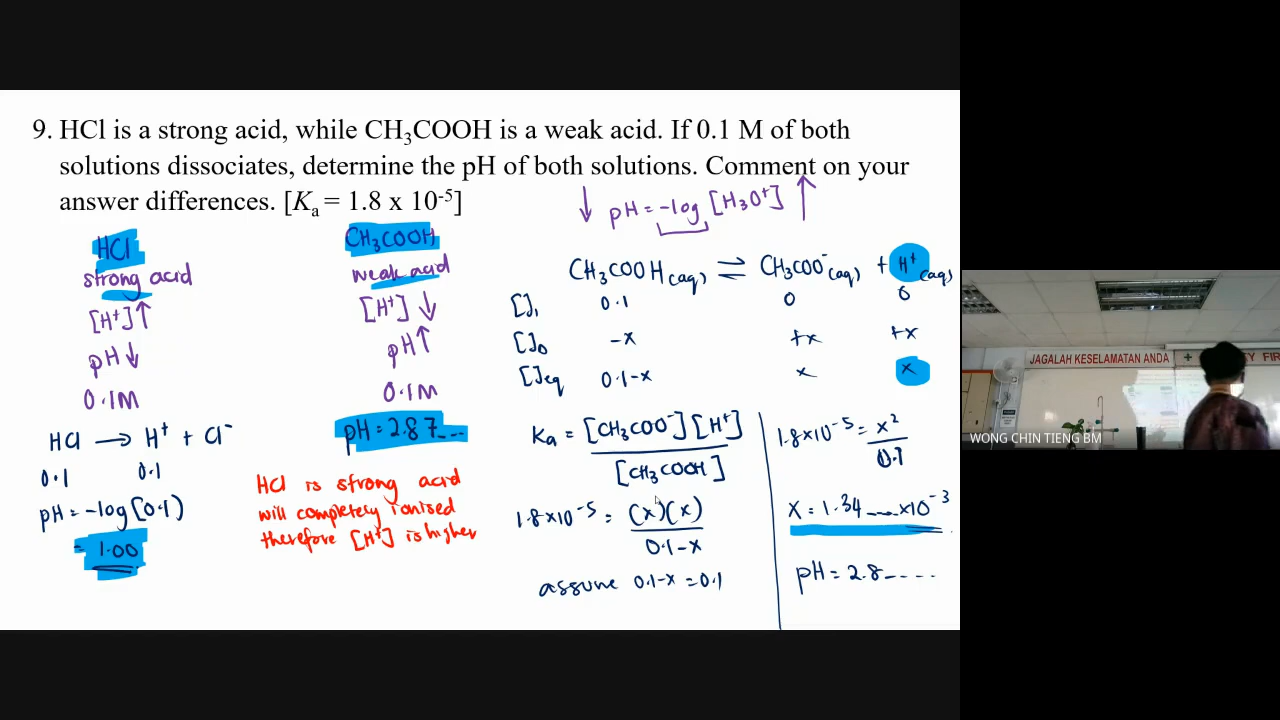 9. HCl is a strong acid, while CH₃COOH is a weak acid. If 0.1 M of both
solutions dissociates, determine the pH of both solutions. Comment on your
answer differences. [Kₐ = 1.8 x 10⁻⁵]
↓ pH = -log [H₃O⁺] ↑
HCl
strong acid
[H⁺]↑
pH↓
0.1M
HCl → H⁺ + Cl⁻
0.1 0.1
pH = -log(0.1)
= 1.00
CH₃COOH
weak acid
[H⁺]↓
pH↑
0.1M
pH = 2.87...
HCl is strong acid
will completely ionised
therefore [H⁺] is higher
CH₃COOH(aq) ⇌ CH₃COO⁻(aq) + H⁺(aq)
[]ᵢ 0.1 0 0
[]₀ -x +x +x
[]eq 0.1-x x x
Ka = [CH₃COO⁻][H⁺] / [CH₃COOH]
1.8x10⁻⁵ = (x)(x) / 0.1-x
assume 0.1-x = 0.1
1.8x10⁻⁵ = x² / 0.1
x = 1.34...x10⁻³
pH = 2.8.....
JAGALAH KESELAMATAN ANDA
WONG CHIN TIENG BM